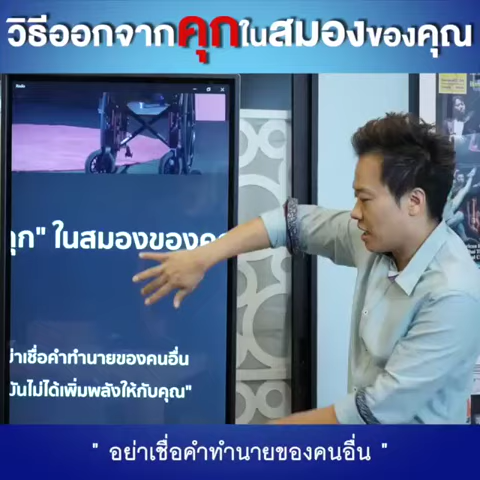 วิธีออกจากคุกในสมองของคุณ
คุก" ในสมองของคุ
ย่าเชื่อคำทำนายของคนอื่น
มันไม่ได้เพิ่มพลังให้กับคุณ"
" อย่าเชื่อคำทำนายของคนอื่น "